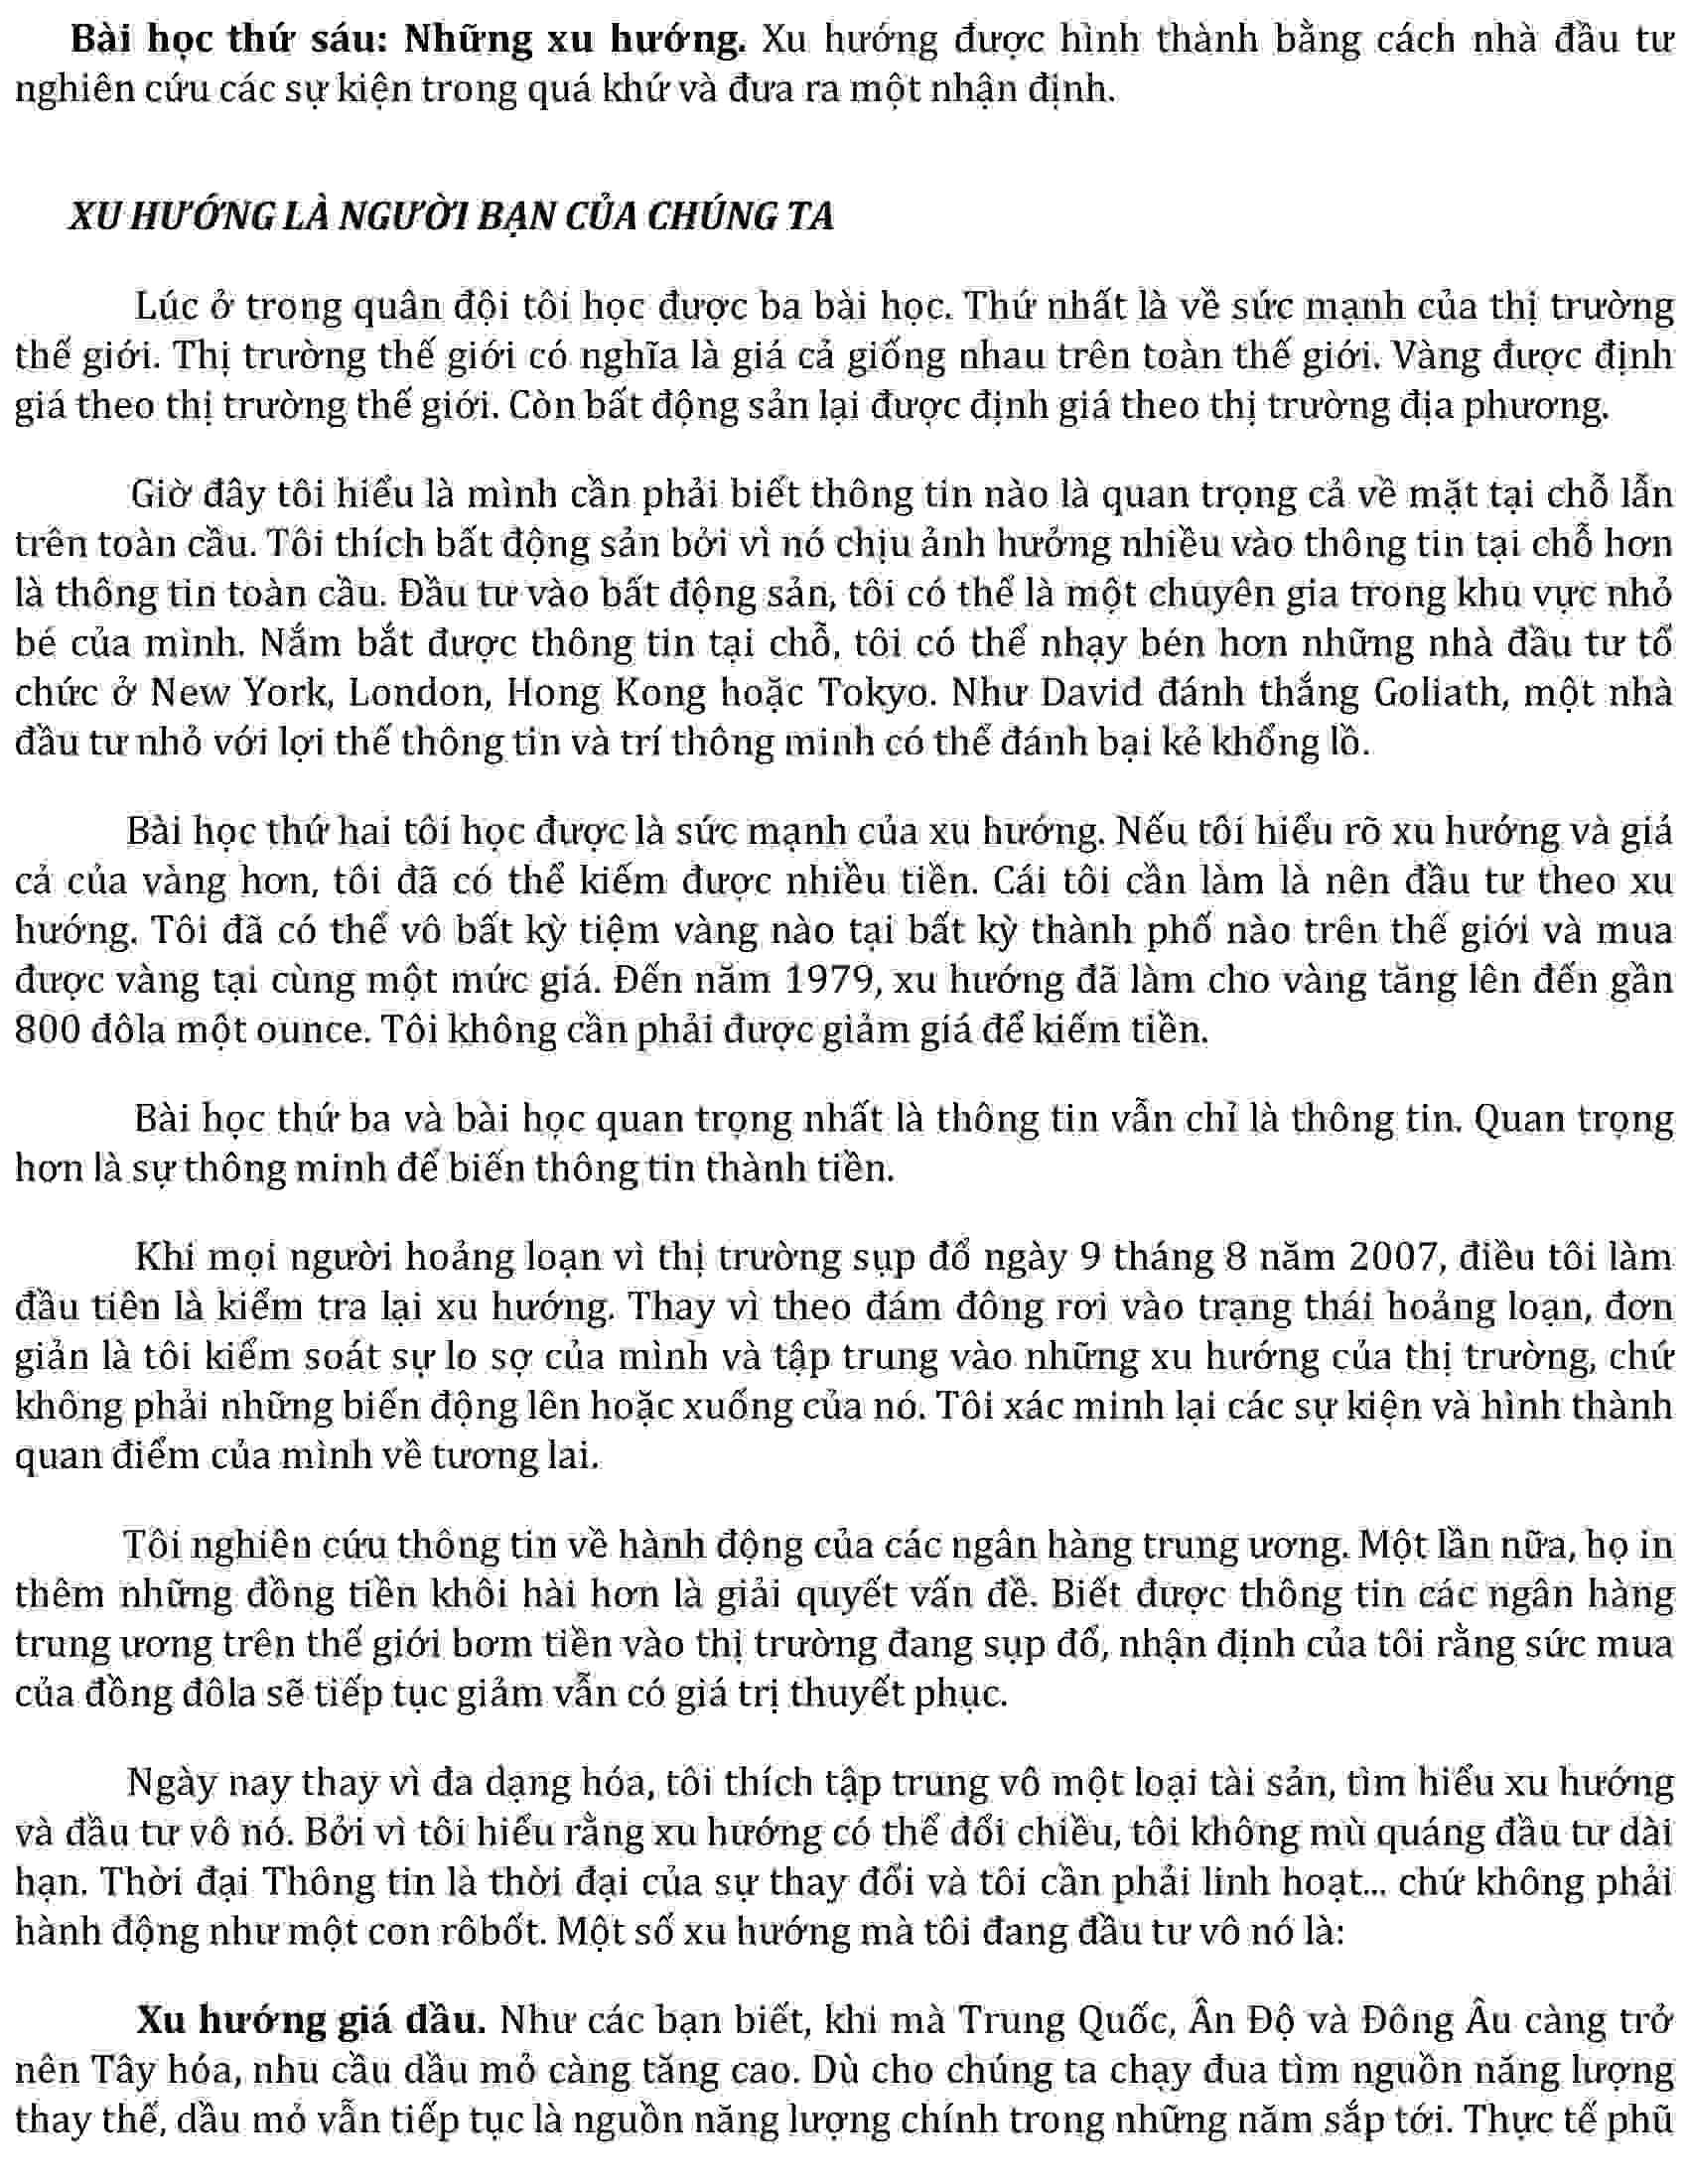 Bài học thứ sáu: Những xu hướng. Xu hướng được hình thành bằng cách nhà đầu tư
nghiên cứu các sự kiện trong quá khứ và đưa ra một nhận định.
XU HƯỚNG LÀ NGƯỜI BẠN CỦA CHÚNG TA
Lúc ở trong quân đội tôi học được ba bài học. Thứ nhất là về sức mạnh của thị trường
thế giới. Thị trường thế giới có nghĩa là giá cả giống nhau trên toàn thế giới. Vàng được định
giá theo thị trường thế giới. Còn bất động sản lại được định giá theo thị trường địa phương.
Giờ đây tôi hiểu là mình cần phải biết thông tin nào là quan trọng cả về mặt tại chỗ lẫn
trên toàn cầu. Tôi thích bất động sản bởi vì nó chịu ảnh hưởng nhiều vào thông tin tại chỗ hơn
là thông tin toàn cầu. Đầu tư vào bất động sản, tôi có thể là một chuyên gia trong khu vực nhỏ
bé của mình. Nắm bắt được thông tin tại chỗ, tôi có thể nhạy bén hơn những nhà đầu tư tổ
chức ở New York, London, Hong Kong hoặc Tokyo. Như David đánh thắng Goliath, một nhà
đầu tư nhỏ với lợi thế thông tin và trí thông minh có thể đánh bại kẻ khổng lồ.
Bài học thứ hai tôi học được là sức mạnh của xu hướng. Nếu tôi hiểu rõ xu hướng và giá
cả của vàng hơn, tôi đã có thể kiếm được nhiều tiền. Cái tôi cần làm là nên đầu tư theo xu
hướng. Tôi đã có thể vô bất kỳ tiệm vàng nào tại bất kỳ thành phố nào trên thế giới và mua
được vàng tại cùng một mức giá. Đến năm 1979, xu hướng đã làm cho vàng tăng lên đến gần
800 đôla một ounce. Tôi không cần phải được giảm giá để kiếm tiền.
Bài học thứ ba và bài học quan trọng nhất là thông tin vẫn chỉ là thông tin. Quan trọng
hơn là sự thông minh để biến thông tin thành tiền.
Khi mọi người hoảng loạn vì thị trường sụp đổ ngày 9 tháng 8 năm 2007, điều tôi làm
đầu tiên là kiểm tra lại xu hướng. Thay vì theo đám đông rơi vào trạng thái hoảng loạn, đơn
giản là tôi kiểm soát sự lo sợ của mình và tập trung vào những xu hướng của thị trường, chứ
không phải những biến động lên hoặc xuống của nó. Tôi xác minh lại các sự kiện và hình thành
quan điểm của mình về tương lai.
Tôi nghiên cứu thông tin về hành động của các ngân hàng trung ương. Một lần nữa, họ in
thêm những đồng tiền khôi hài hơn là giải quyết vấn đề. Biết được thông tin các ngân hàng
trung ương trên thế giới bơm tiền vào thị trường đang sụp đổ, nhận định của tôi rằng sức mua
của đồng đôla sẽ tiếp tục giảm vẫn có giá trị thuyết phục.
Ngày nay thay vì đa dạng hóa, tôi thích tập trung vô một loại tài sản, tìm hiểu xu hướng
và đầu tư vô nó. Bởi vì tôi hiểu rằng xu hướng có thể đổi chiều, tôi không mù quáng đầu tư dài
hạn. Thời đại Thông tin là thời đại của sự thay đổi và tôi cần phải linh hoạt... chứ không phải
hành động như một con rôbốt. Một số xu hướng mà tôi đang đầu tư vô nó là:
Xu hướng giá dầu. Như các bạn biết, khi mà Trung Quốc, Ấn Độ và Đông Âu càng trở
nên Tây hóa, nhu cầu dầu mỏ càng tăng cao. Dù cho chúng ta chạy đua tìm nguồn năng lượng
thay thế, dầu mỏ vẫn tiếp tục là nguồn năng lượng chính trong những năm sắp tới. Thực tế phũ